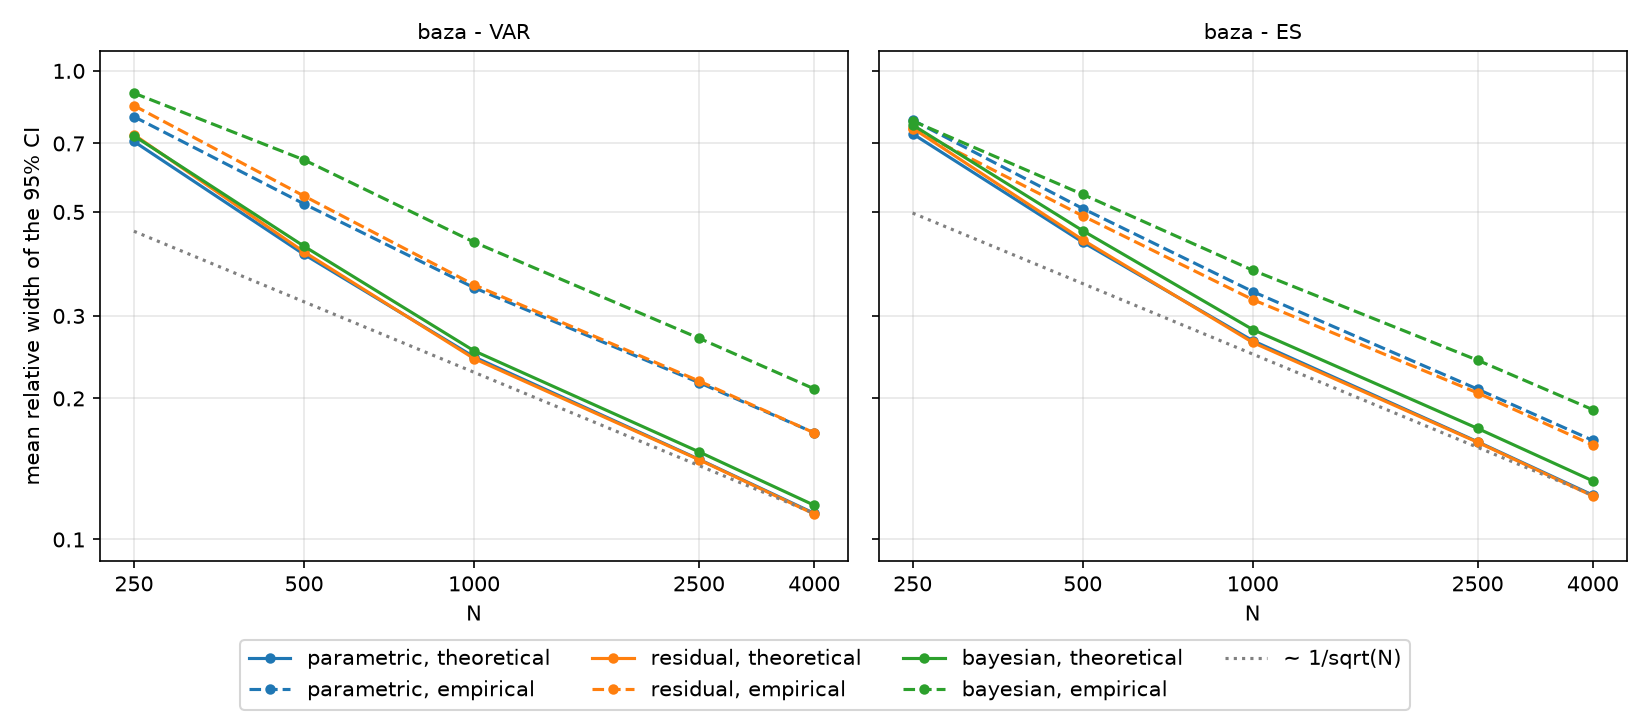 baza - VAR
baza - ES
mean relative width of the 95% CI
1.0
0.7
0.5
0.3
0.2
0.1
250 500 1000 2500 4000
N
250 500 1000 2500 4000
N
parametric, theoretical
parametric, empirical
residual, theoretical
residual, empirical
bayesian, theoretical
bayesian, empirical
~ 1/sqrt(N)